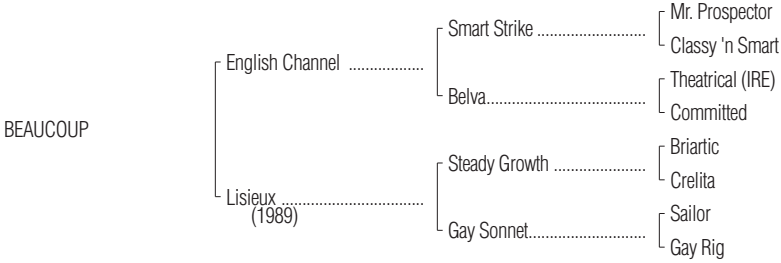 Mr. Prospector
Smart Strike ..........................
Classy 'n Smart
English Channel ..................
Theatrical (IRE)
Belva......................................
Committed
BEAUCOUP
Briartic
Steady Growth ......................
Crelita
Lisieux ..................................
(1989)
Sailor
Gay Sonnet............................
Gay Rig